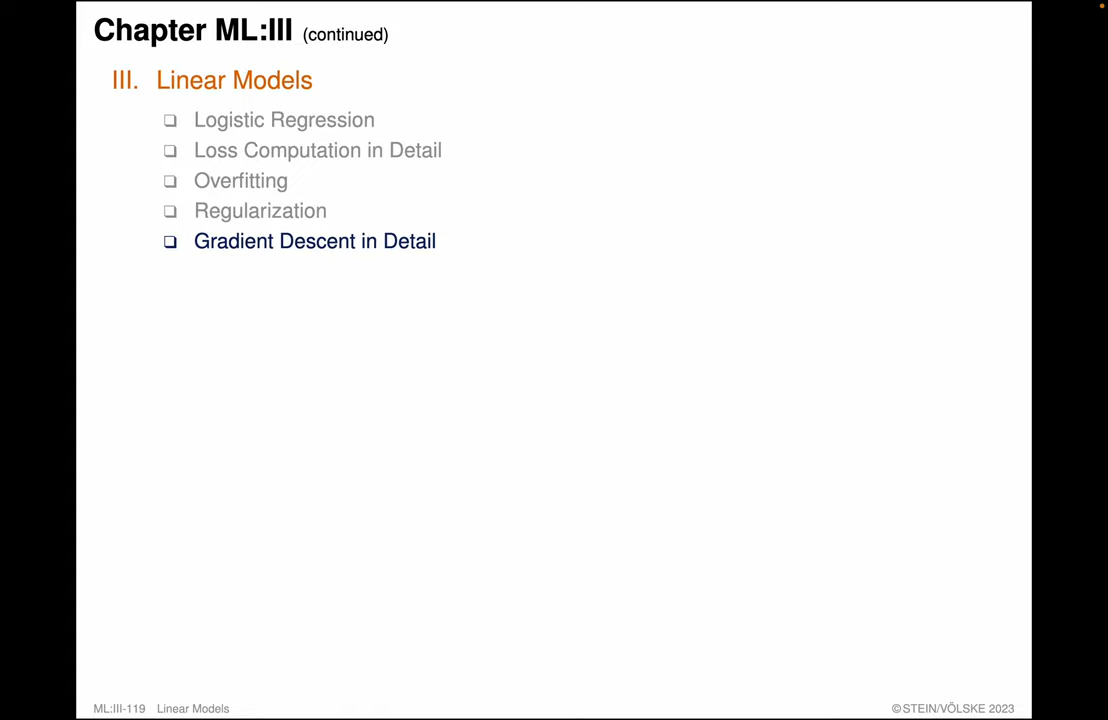 Chapter ML:III (continued)
III. Linear Models
❑ Logistic Regression
❑ Loss Computation in Detail
❑ Overfitting
❑ Regularization
❑ Gradient Descent in Detail
ML:III-119 Linear Models ©STEIN/VÖLSKE 2023